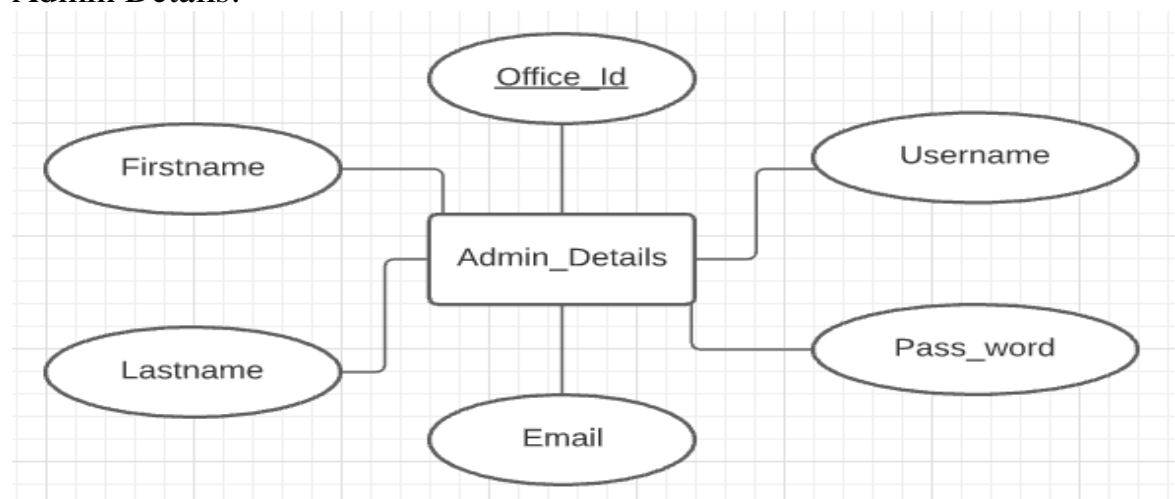 Admin Details:
Office_Id
Firstname
Username
Admin_Details
Lastname
Pass_word
Email